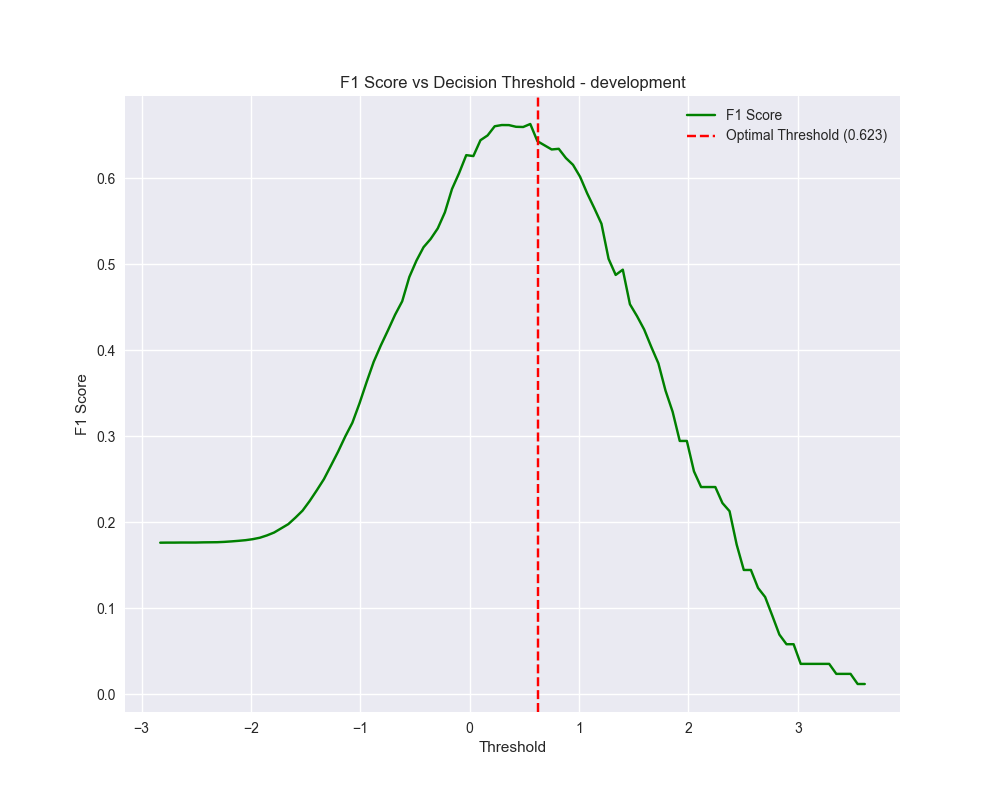 F1 Score vs Decision Threshold - development
F1 Score
Optimal Threshold (0.623)
F1 Score
0.6
0.5
0.4
0.3
0.2
0.1
0.0
−3
−2
−1
0
1
2
3
Threshold